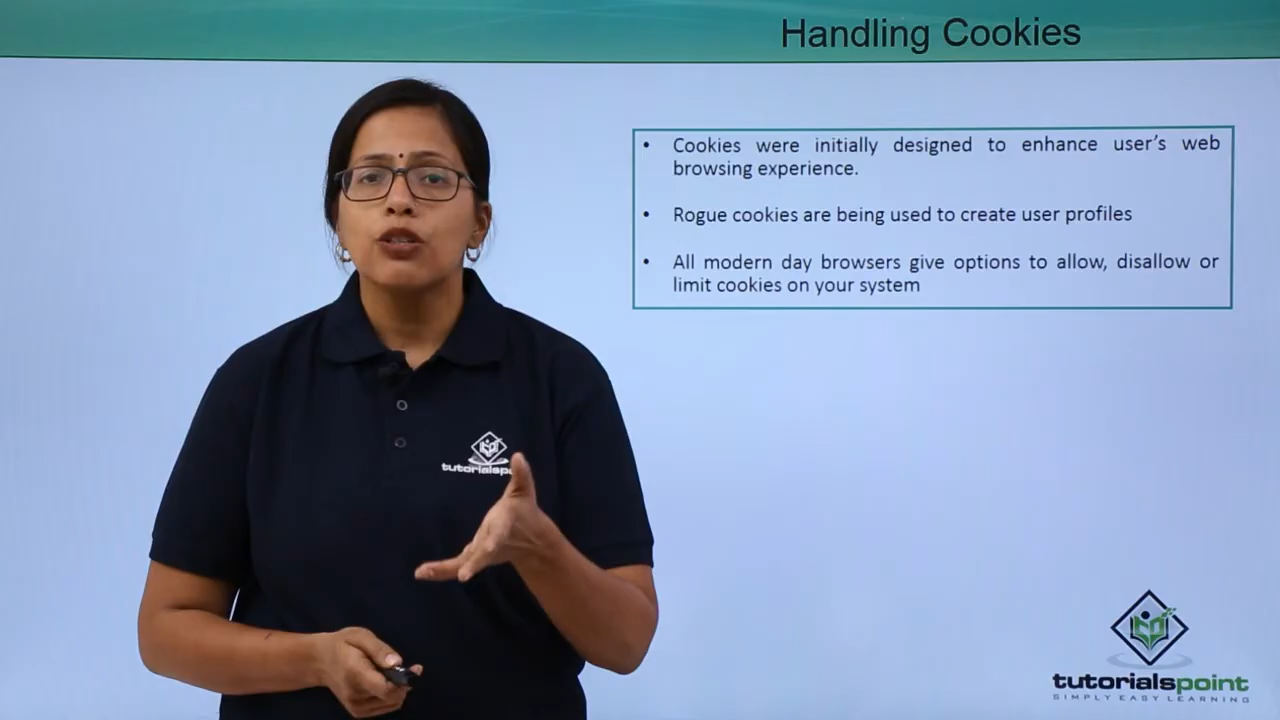 Handling Cookies
• Cookies were initially designed to enhance user’s web
browsing experience.
• Rogue cookies are being used to create user profiles
• All modern day browsers give options to allow, disallow or
limit cookies on your system
tutorialsp
tutorialspoint
SIMPLY EASY LEARNING